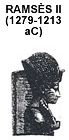 RAMSÈS II
(1279-1213
aC)